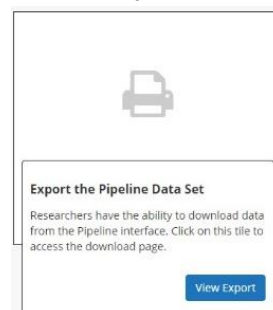 Export the Pipeline Data Set
Researchers have the ability to download data
from the Pipeline interface. Click on this tile to
access the download page.
View Export